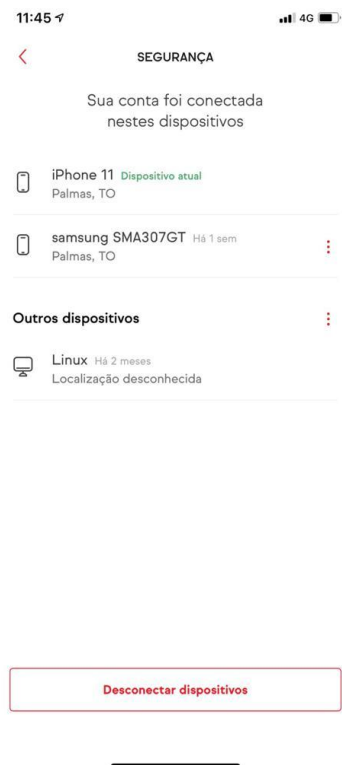 11:45
4G
SEGURANÇA
Sua conta foi conectada
nestes dispositivos
iPhone 11 Dispositivo atual
Palmas, TO
samsung SMA307GT Há 1 sem
Palmas, TO
Outros dispositivos
Linux Há 2 meses
Localização desconhecida
Desconectar dispositivos